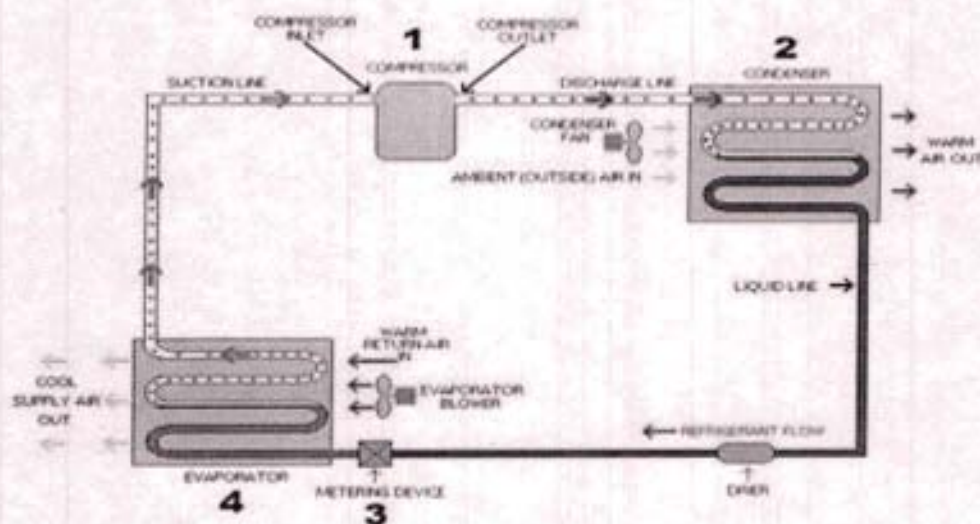 COMPRESSOR
INLET
1
COMPRESSOR
COMPRESSOR
OUTLET
2
CONDENSER
SUCTION LINE
DISCHARGE LINE
CONDENSER
FAN
AMBENT (OUTSIDE) AIR IN
WARM
AIR OUT
LIQUID LINE
WARM
RETURN AIR
IN
COOL
SUPPLY AIR
OUT
EVAPORATOR
BLOWER
REFRIGERANT FLOW
EVAPORATOR
4
METERING DEVICE
3
DRIER